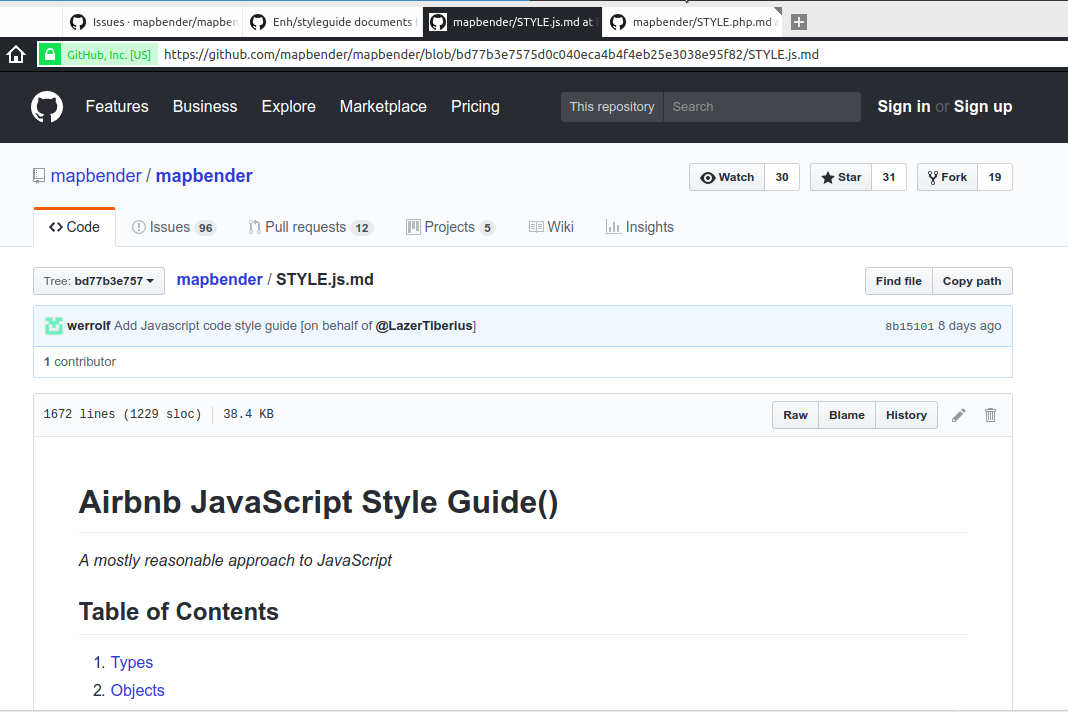 Issues · mapbender/mapben
Enh/styleguide documents
mapbender/STYLE.js.md at
mapbender/STYLE.php.md
GitHub, Inc. [US]
https://github.com/mapbender/mapbender/blob/bd77b3e7575d0c040eca4b4f4eb25e3038e95f82/STYLE.js.md
Features Business Explore Marketplace Pricing This repository Search Sign in or Sign up
mapbender / mapbender Watch 30 Star 31 Fork 19
Code Issues 96 Pull requests 12 Projects 5 Wiki Insights
Tree: bd77b3e757 mapbender / STYLE.js.md Find file Copy path
werrolf Add Javascript code style guide [on behalf of @LazerTiberius] 8b15101 8 days ago
1 contributor
1672 lines (1229 sloc) 38.4 KB Raw Blame History
Airbnb JavaScript Style Guide()
A mostly reasonable approach to JavaScript
Table of Contents
1. Types
2. Objects